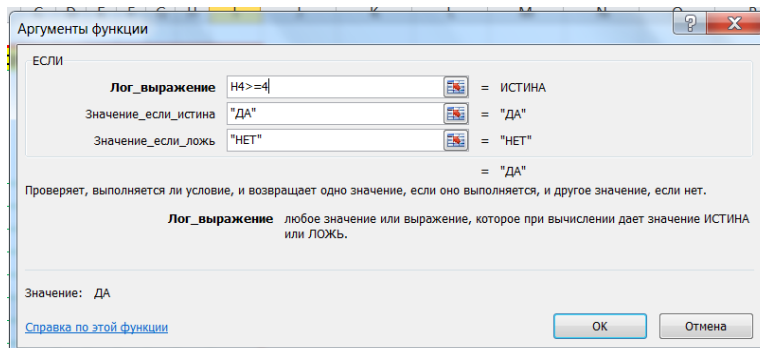 Аргументы функции
ЕСЛИ
Лог_выражение H4>=4 = ИСТИНА
Значение_если_истина "ДА" = "ДА"
Значение_если_ложь "НЕТ" = "НЕТ"
= "ДА"
Проверяет, выполняется ли условие, и возвращает одно значение, если оно выполняется, и другое значение, если нет.
Лог_выражение любое значение или выражение, которое при вычислении дает значение ИСТИНА
или ЛОЖЬ.
Значение: ДА
Справка по этой функции
ОК Отмена